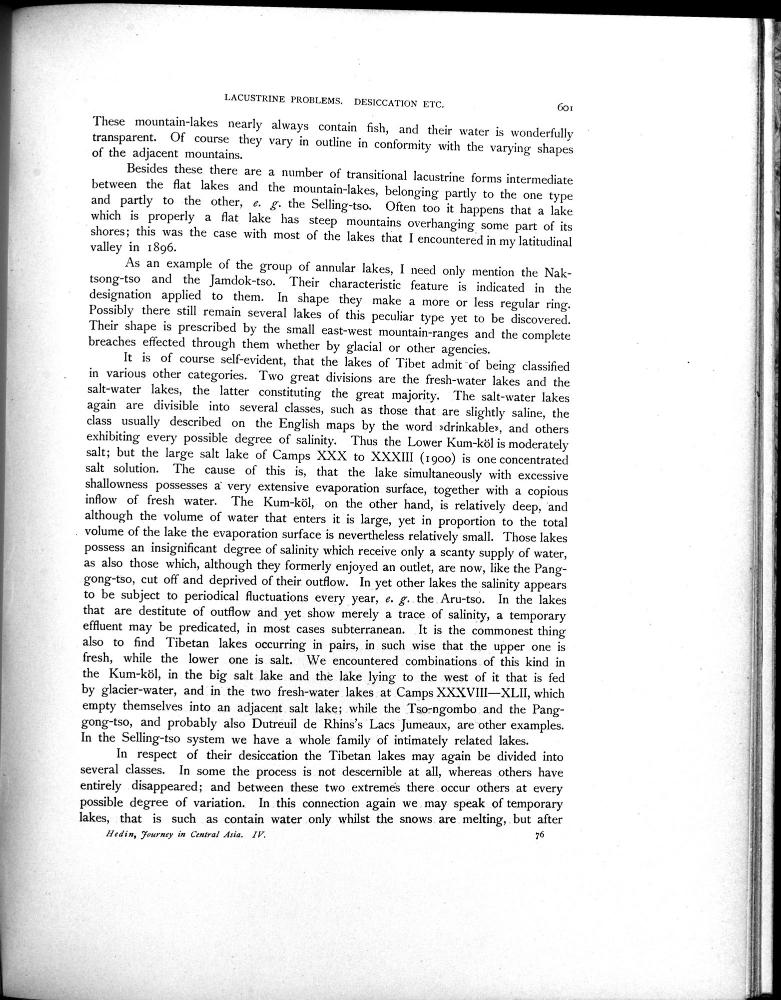 LACUSTRINE PROBLEMS. DESICCATION ETC. 601
These mountain-lakes nearly always contain fish, and their water is wonderfully
transparent. Of course they vary in outline in conformity with the varying shapes
of the adjacent mountains.
Besides these there are a number of transitional lacustrine forms intermediate
between the flat lakes and the mountain-lakes, belonging partly to the one type
and partly to the other, e. g. the Selling-tso. Often too it happens that a lake
which is properly a flat lake has steep mountains overhanging some part of its
shores; this was the case with most of the lakes that I encountered in my latitudinal
valley in 1896.
As an example of the group of annular lakes, I need only mention the Nak-
tsong-tso and the Jamdok-tso. Their characteristic feature is indicated in the
designation applied to them. In shape they make a more or less regular ring.
Possibly there still remain several lakes of this peculiar type yet to be discovered.
Their shape is prescribed by the small east-west mountain-ranges and the complete
breaches effected through them whether by glacial or other agencies.
It is of course self-evident, that the lakes of Tibet admit of being classified
in various other categories. Two great divisions are the fresh-water lakes and the
salt-water lakes, the latter constituting the great majority. The salt-water lakes
again are divisible into several classes, such as those that are slightly saline, the
class usually described on the English maps by the word »drinkable», and others
exhibiting every possible degree of salinity. Thus the Lower Kum-köl is moderately
salt; but the large salt lake of Camps XXX to XXXIII (1900) is one concentrated
salt solution. The cause of this is, that the lake simultaneously with excessive
shallowness possesses a very extensive evaporation surface, together with a copious
inflow of fresh water. The Kum-köl, on the other hand, is relatively deep, and
although the volume of water that enters it is large, yet in proportion to the total
volume of the lake the evaporation surface is nevertheless relatively small. Those lakes
possess an insignificant degree of salinity which receive only a scanty supply of water,
as also those which, although they formerly enjoyed an outlet, are now, like the Pang-
gong-tso, cut off and deprived of their outflow. In yet other lakes the salinity appears
to be subject to periodical fluctuations every year, e. g. the Aru-tso. In the lakes
that are destitute of outflow and yet show merely a trace of salinity, a temporary
effluent may be predicated, in most cases subterranean. It is the commonest thing
also to find Tibetan lakes occurring in pairs, in such wise that the upper one is
fresh, while the lower one is salt. We encountered combinations of this kind in
the Kum-köl, in the big salt lake and the lake lying to the west of it that is fed
by glacier-water, and in the two fresh-water lakes at Camps XXXVIII—XLII, which
empty themselves into an adjacent salt lake; while the Tso-ngombo and the Pang-
gong-tso, and probably also Dutreuil de Rhins's Lacs Jumeaux, are other examples.
In the Selling-tso system we have a whole family of intimately related lakes.
In respect of their desiccation the Tibetan lakes may again be divided into
several classes. In some the process is not descernible at all, whereas others have
entirely disappeared; and between these two extremes there occur others at every
possible degree of variation. In this connection again we may speak of temporary
lakes, that is such as contain water only whilst the snows are melting, but after
Hedin, Journey in Central Asia. IV. 76